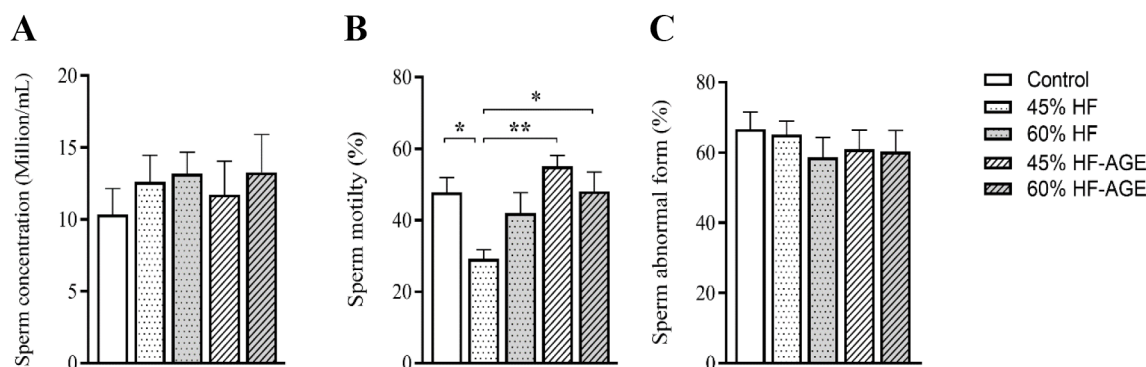 A
B
C
Sperm concentration (Million/mL)
20
15
10
5
0
Sperm motilty (%)
80
60
40
20
0
*
**
*
Sperm abnormal form (%)
80
60
40
20
0
Control
45% HF
60% HF
45% HF-AGE
60% HF-AGE